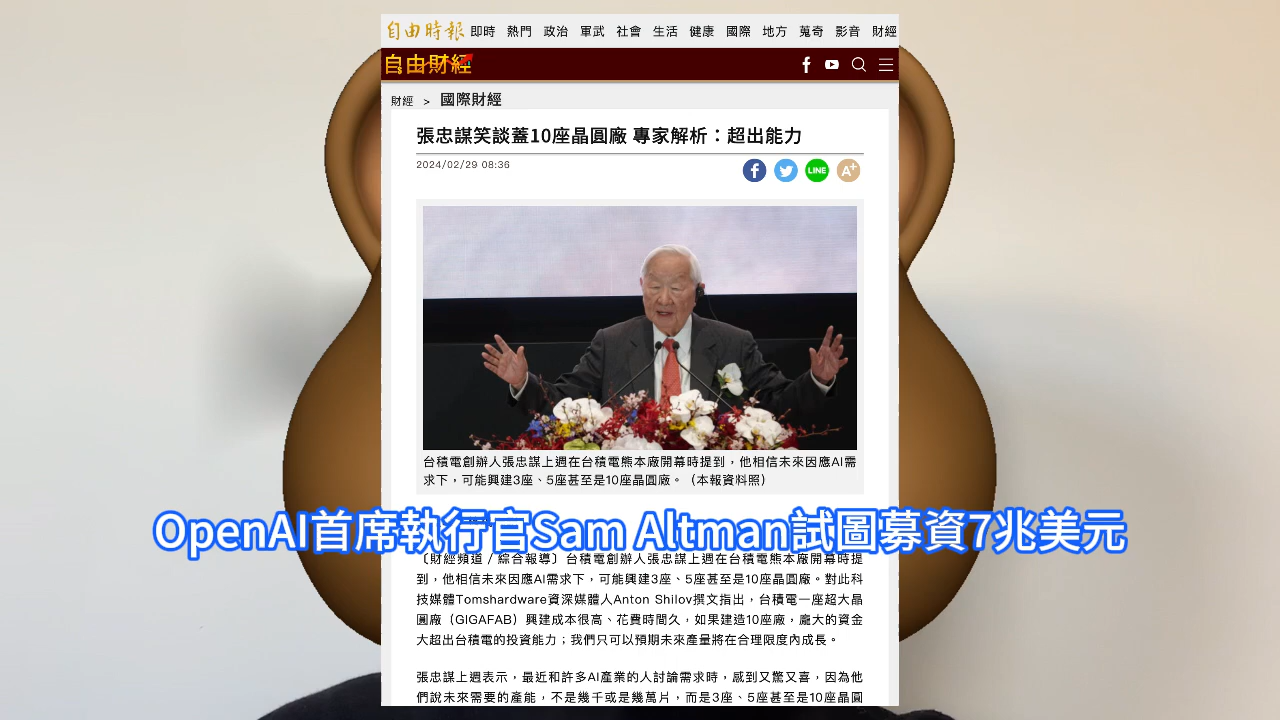 自由時報 即時 熱門 政治 軍武 社會 生活 健康 國際 地方 蒐奇 影音 財經
自由財經
財經 > 國際財經
張忠謀笑談蓋10座晶圓廠 專家解析：超出能力
2024/02/29 08:36
LINE A+
台積電創辦人張忠謀上週在台積電熊本廠開幕時提到，他相信未來因應AI需
求下，可能興建3座、5座甚至是10座晶圓廠。（本報資料照）
OpenAI首席執行官Sam Altman試圖募資7兆美元
〔財經頻道／綜合報導〕台積電創辦人張忠謀上週在台積電熊本廠開幕時提
到，他相信未來因應AI需求下，可能興建3座、5座甚至是10座晶圓廠。對此科
技媒體Tomshardware資深媒體人Anton Shilov撰文指出，台積電一座超大晶
圓廠（GIGAFAB）興建成本很高、花費時間久，如果建造10座廠，龐大的資金
大超出台積電的投資能力；我們只可以預期未來產量將在合理限度內成長。
張忠謀上週表示，最近和許多AI產業的人討論需求時，感到又驚又喜，因為他
們說未來需要的產能，不是幾千或是幾萬片，而是3座、5座甚至是10座晶圓